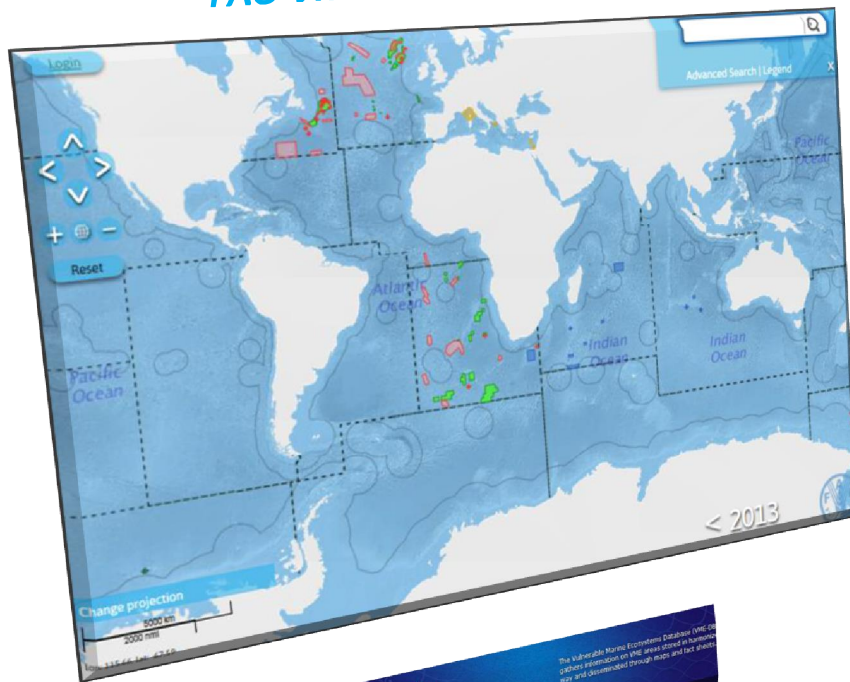 FAO
Login
Advanced Search | Legend
X
Pacific
Ocean
Reset
Atlantic
Ocean
Indian
Ocean
Indian
Ocean
Pacific
Ocean
< 2013
Change projection
5000 km
2000 nmi
The Vulnerable Marine Ecosystems Database (VME-DB
gathers information on VME areas stored in harmoniz
way and disseminated through maps and fact sheets.